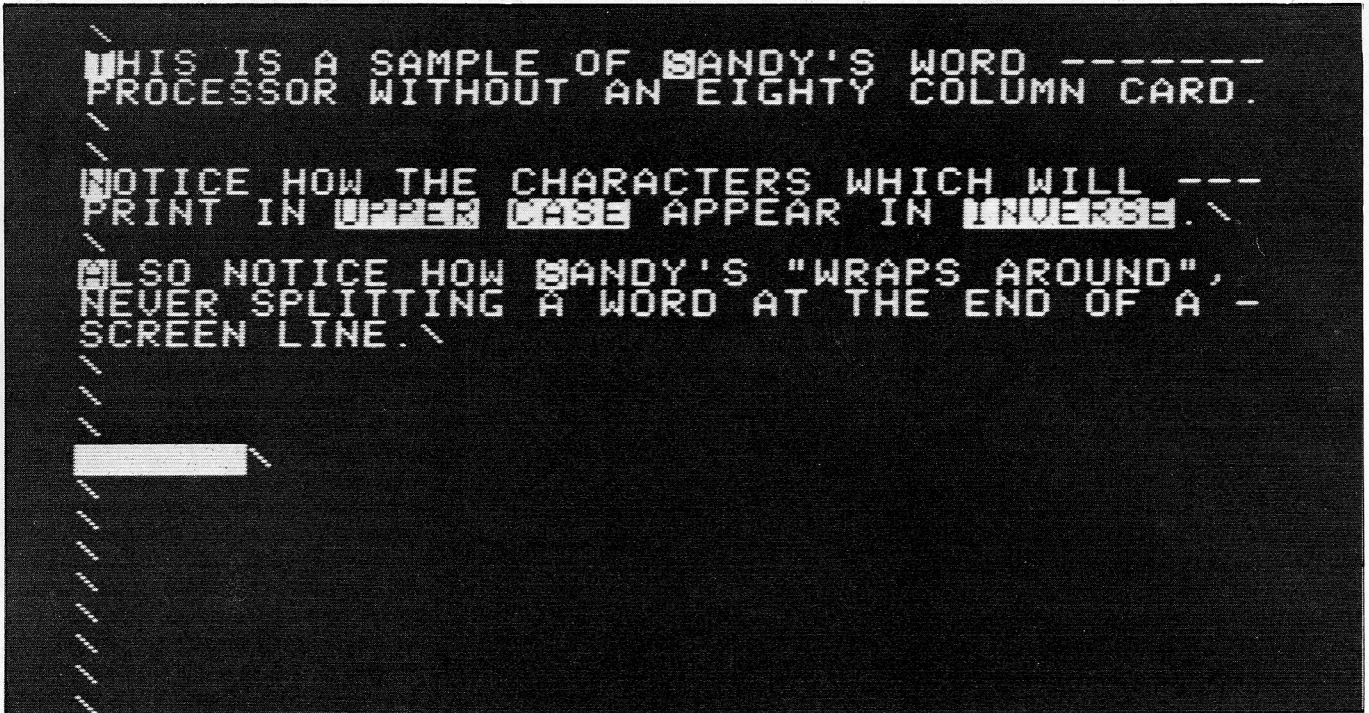 \
THIS IS A SAMPLE OF SANDY'S WORD -------
PROCESSOR WITHOUT AN EIGHTY COLUMN CARD.
\
\
NOTICE HOW THE CHARACTERS WHICH WILL ---
PRINT IN UPPER CASE APPEAR IN INVERSE.\
\
ALSO NOTICE HOW SANDY'S "WRAPS AROUND",
NEVER SPLITTING A WORD AT THE END OF A -
SCREEN LINE.\
\
\
\
\
\
\
\
\
\
\
\
\